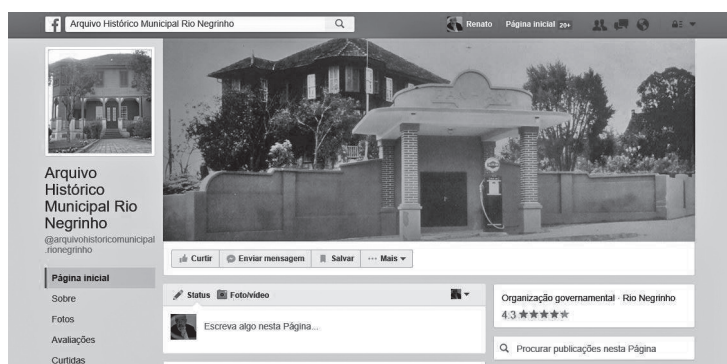 Arquivo Histórico Municipal Rio Negrinho
Renato Página inicial 20+
Arquivo
Histórico
Municipal Rio
Negrinho
@arquivohistoricomunicipal
.rionegrinho
Página inicial
Sobre
Fotos
Avaliações
Curtidas
Curtir Enviar mensagem Salvar ··· Mais
Status Foto/vídeo
Escreva algo nesta Página...
Organização governamental · Rio Negrinho
4.3 ★★★★★
Procurar publicações nesta Página